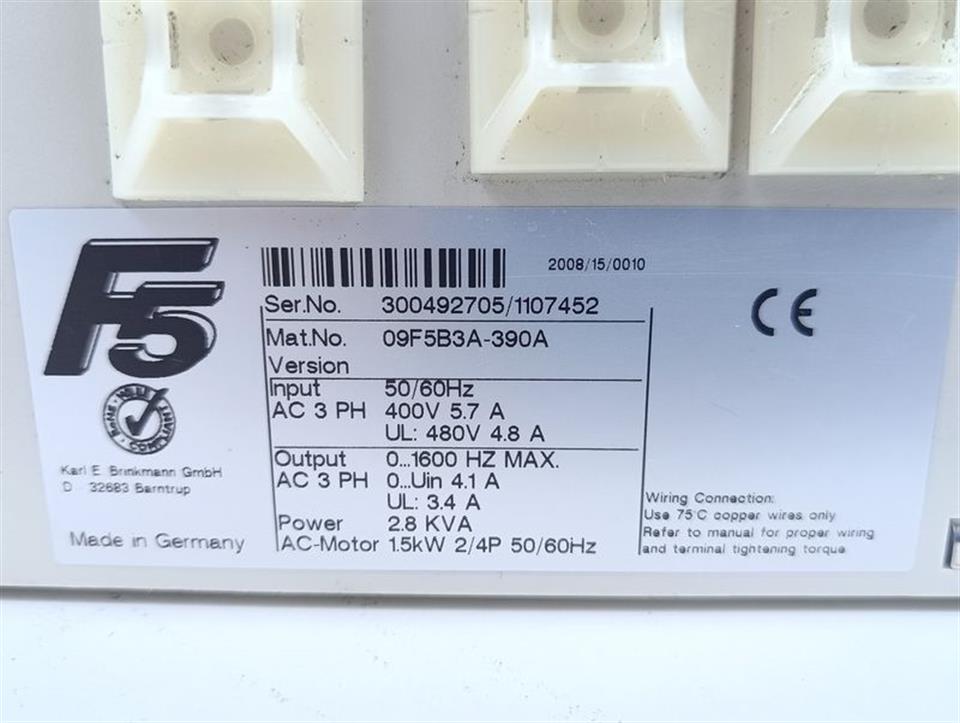 F5
2008/15/0010
Ser.No. 300492705/1107452
Mat.No. 09F5B3A-390A
Version
Input 50/60Hz
AC 3 PH 400V 5.7 A
UL: 480V 4.8 A
Output 0...1600 HZ MAX.
AC 3 PH 0...Uin 4.1 A
UL: 3.4 A
Power 2.8 KVA
AC-Motor 1.5kW 2/4P 50/60Hz
CE
RoHS COMPLIANT
Karl E. Brinkmann GmbH
D - 32683 Barntrup
Made in Germany
Wiring Connection:
Use 75°C copper wires only
Refer to manual for proper wiring
and terminal tightening torque